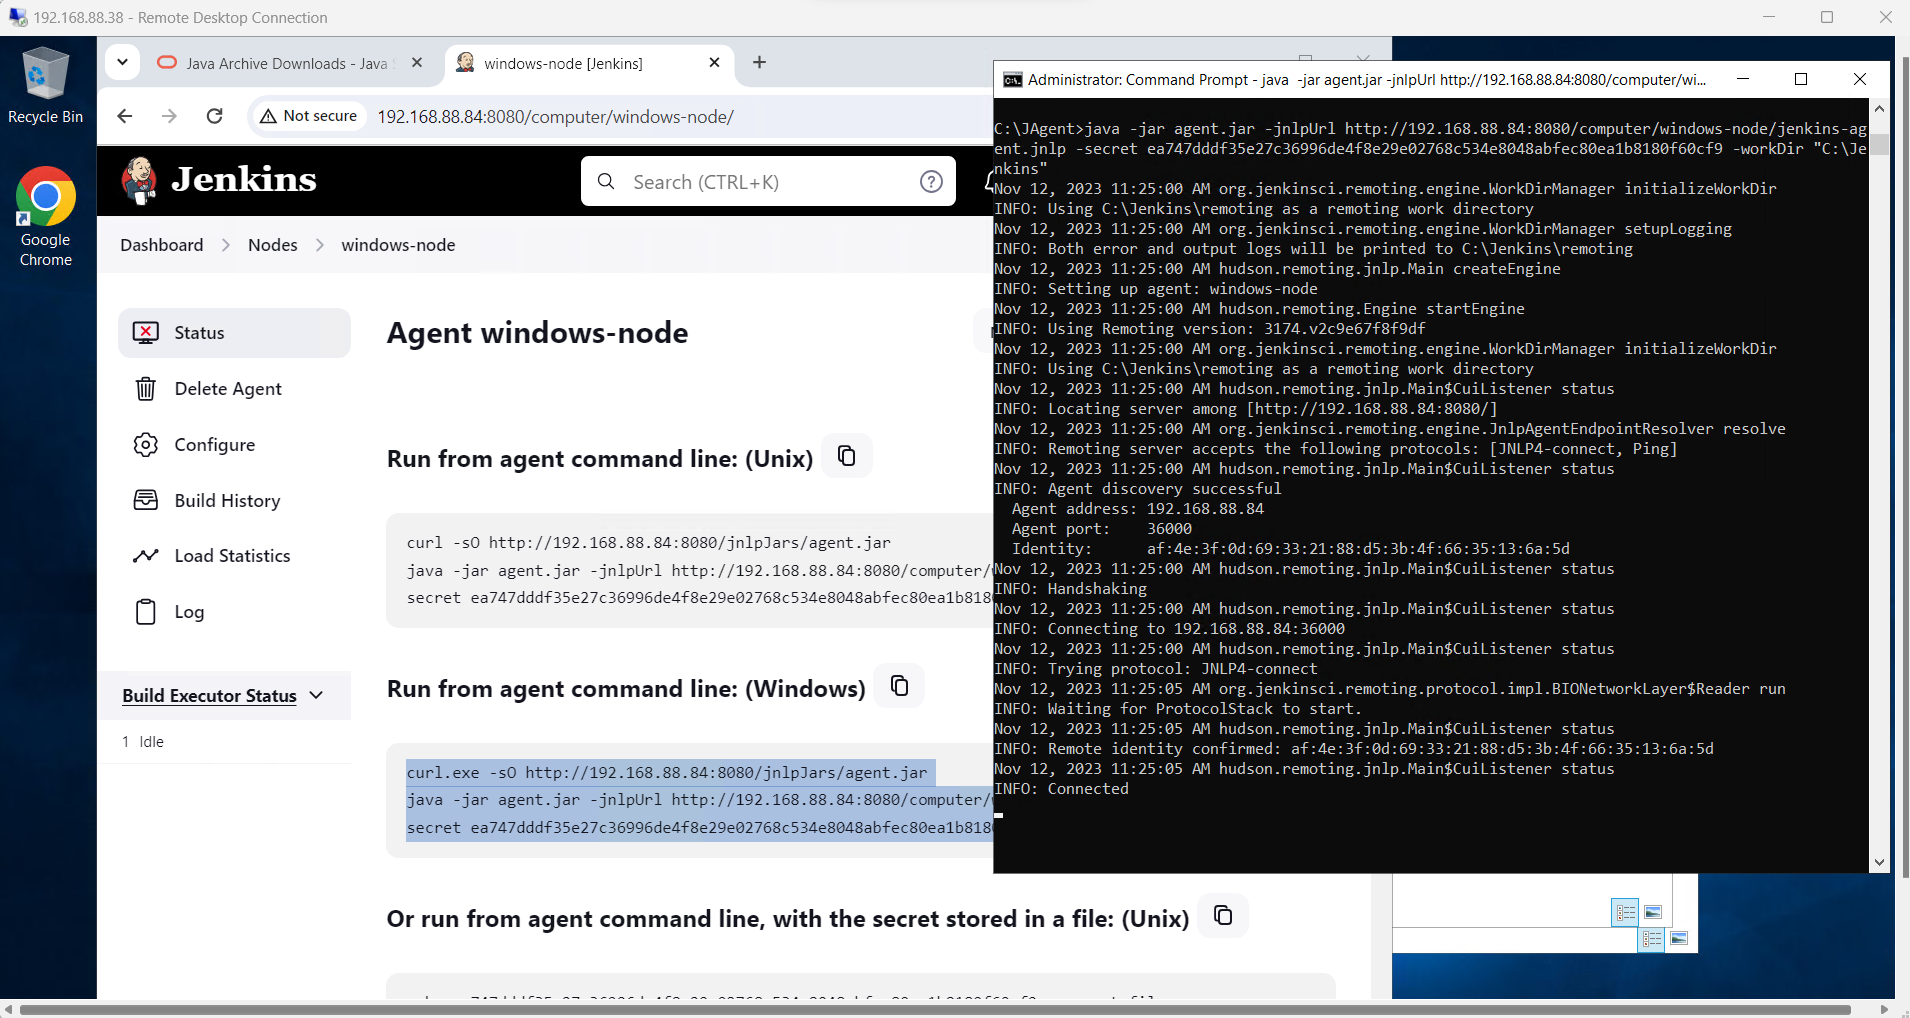 192.168.88.38 - Remote Desktop Connection
Recycle Bin
Google
Chrome
Java Archive Downloads - Java
windows-node [Jenkins]
Not secure
192.168.88.84:8080/computer/windows-node/
Jenkins
Search (CTRL+K)
Dashboard
Nodes
windows-node
Status
Delete Agent
Configure
Build History
Load Statistics
Log
Build Executor Status
1 Idle
Agent windows-node
Run from agent command line: (Unix)
curl -sO http://192.168.88.84:8080/jnlpJars/agent.jar
java -jar agent.jar -jnlpUrl http://192.168.88.84:8080/computer/
secret ea747dddf35e27c36996de4f8e29e02768c534e8048abfec80ea1b8180
Run from agent command line: (Windows)
curl.exe -sO http://192.168.88.84:8080/jnlpJars/agent.jar
java -jar agent.jar -jnlpUrl http://192.168.88.84:8080/computer/
secret ea747dddf35e27c36996de4f8e29e02768c534e8048abfec80ea1b8180
Or run from agent command line, with the secret stored in a file: (Unix)
Administrator: Command Prompt - java -jar agent.jar -jnlpUrl http://192.168.88.84:8080/computer/wi...
C:\JAgent>java -jar agent.jar -jnlpUrl http://192.168.88.84:8080/computer/windows-node/jenkins-ag
ent.jnlp -secret ea747dddf35e27c36996de4f8e29e02768c534e8048abfec80ea1b8180f60cf9 -workDir "C:\Je
nkins"
Nov 12, 2023 11:25:00 AM org.jenkinsci.remoting.engine.WorkDirManager initializeWorkDir
INFO: Using C:\Jenkins\remoting as a remoting work directory
Nov 12, 2023 11:25:00 AM org.jenkinsci.remoting.engine.WorkDirManager setupLogging
INFO: Both error and output logs will be printed to C:\Jenkins\remoting
Nov 12, 2023 11:25:00 AM hudson.remoting.jnlp.Main createEngine
INFO: Setting up agent: windows-node
Nov 12, 2023 11:25:00 AM hudson.remoting.Engine startEngine
INFO: Using Remoting version: 3174.v2c9e67f8f9df
Nov 12, 2023 11:25:00 AM org.jenkinsci.remoting.engine.WorkDirManager initializeWorkDir
INFO: Using C:\Jenkins\remoting as a remoting work directory
Nov 12, 2023 11:25:00 AM hudson.remoting.jnlp.Main$CuiListener status
INFO: Locating server among [http://192.168.88.84:8080/]
Nov 12, 2023 11:25:00 AM org.jenkinsci.remoting.engine.JnlpAgentEndpointResolver resolve
INFO: Remoting server accepts the following protocols: [JNLP4-connect, Ping]
Nov 12, 2023 11:25:00 AM hudson.remoting.jnlp.Main$CuiListener status
INFO: Agent discovery successful
Agent address: 192.168.88.84
Agent port: 36000
Identity: af:4e:3f:0d:69:33:21:88:d5:3b:4f:66:35:13:6a:5d
Nov 12, 2023 11:25:00 AM hudson.remoting.jnlp.Main$CuiListener status
INFO: Handshaking
Nov 12, 2023 11:25:00 AM hudson.remoting.jnlp.Main$CuiListener status
INFO: Connecting to 192.168.88.84:36000
Nov 12, 2023 11:25:00 AM hudson.remoting.jnlp.Main$CuiListener status
INFO: Trying protocol: JNLP4-connect
Nov 12, 2023 11:25:05 AM org.jenkinsci.remoting.protocol.impl.BIONetworkLayer$Reader run
INFO: Waiting for ProtocolStack to start.
Nov 12, 2023 11:25:05 AM hudson.remoting.jnlp.Main$CuiListener status
INFO: Remote identity confirmed: af:4e:3f:0d:69:33:21:88:d5:3b:4f:66:35:13:6a:5d
Nov 12, 2023 11:25:05 AM hudson.remoting.jnlp.Main$CuiListener status
INFO: Connected